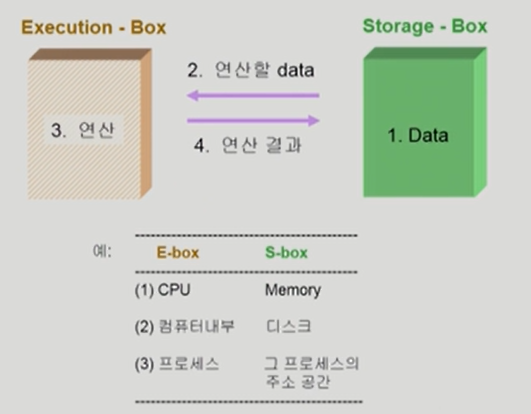 Execution - Box
Storage - Box
2. 연산할 data
3. 연산
1. Data
4. 연산 결과
예:
E-box S-box
(1) CPU Memory
(2) 컴퓨터내부 디스크
(3) 프로세스 그 프로세스의
주소 공간